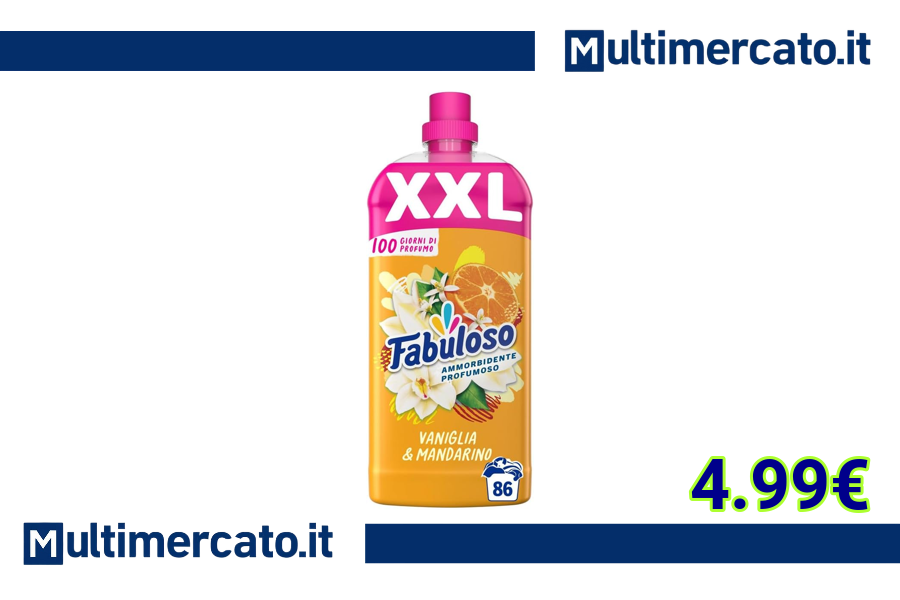 Multimercato.it
XXL
100 GIORNI DI
PROFUMO
Fabuloso
AMMORBIDENTE
PROFUMOSO
VANIGLIA
& MANDARINO
86
4.99€
Multimercato.it